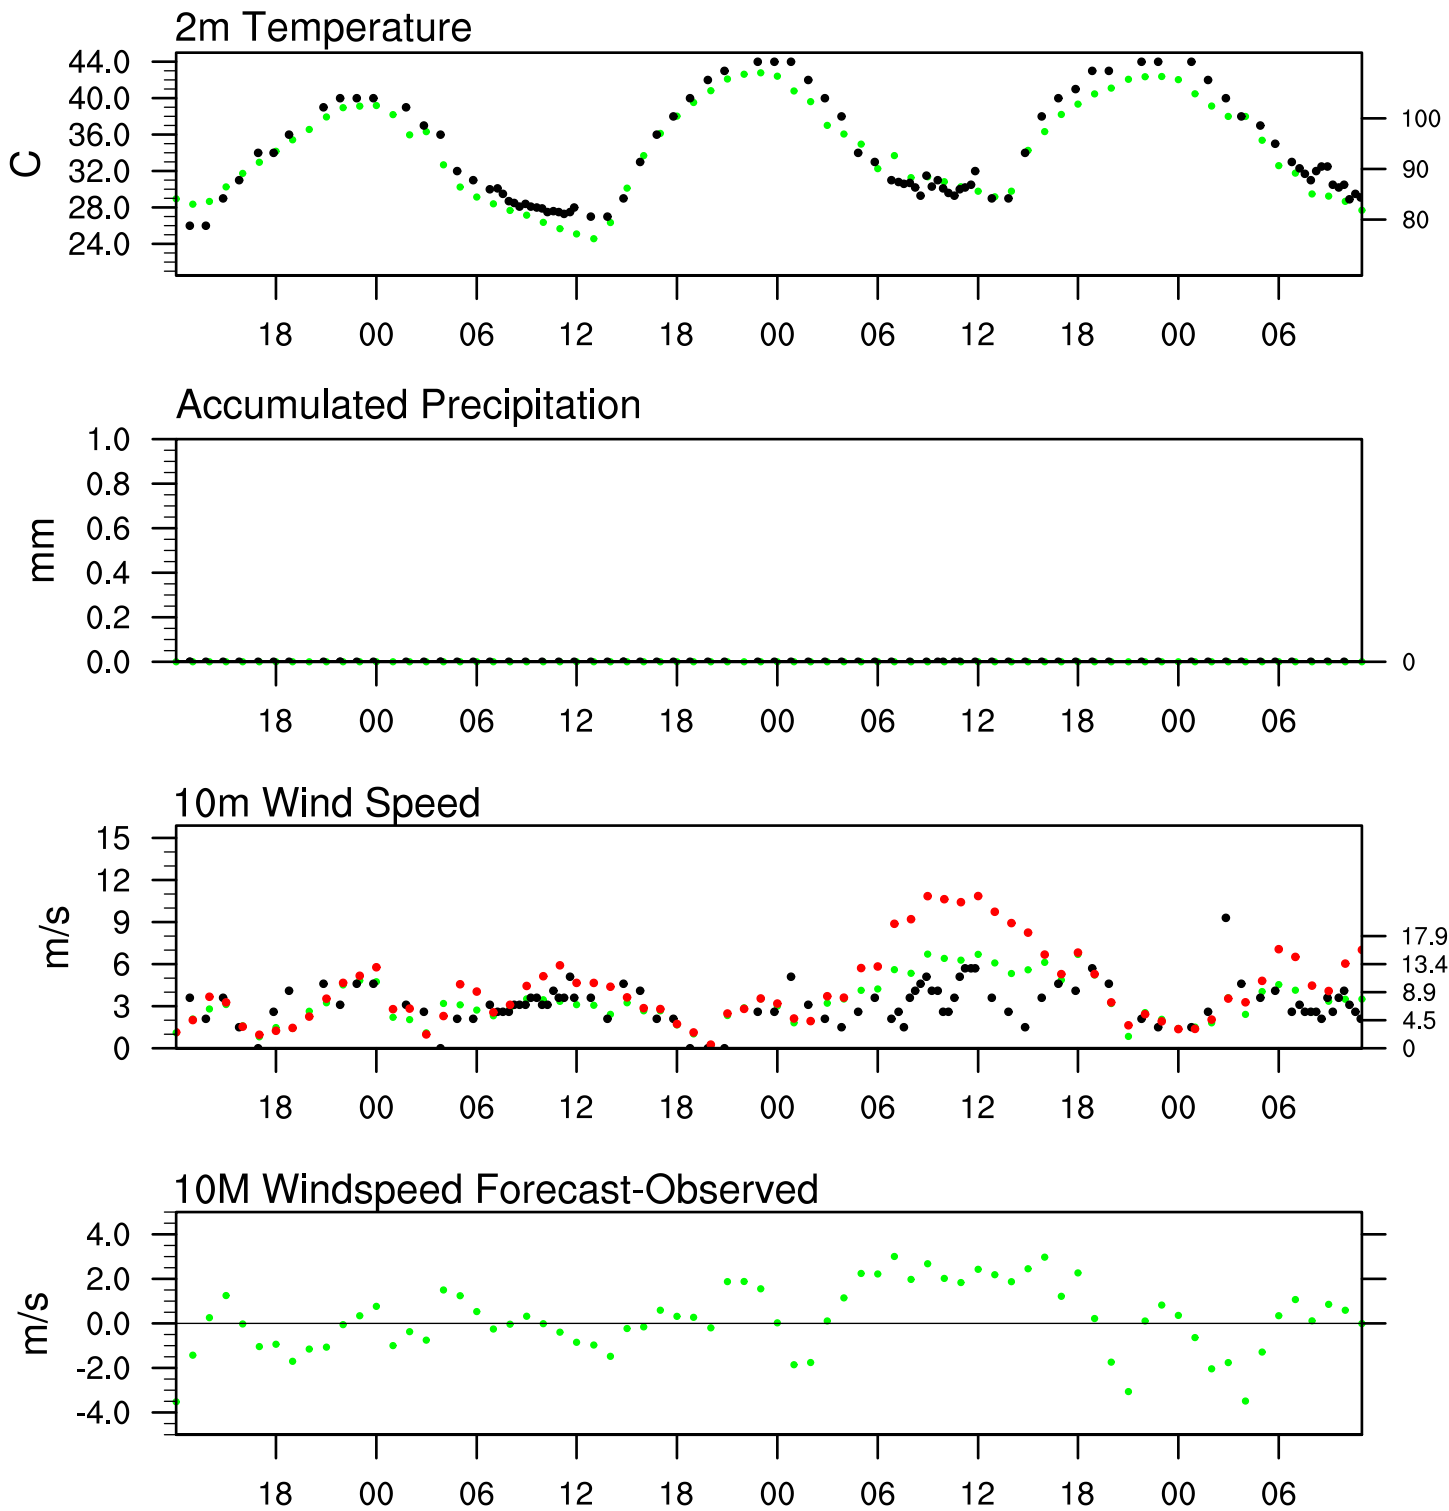 2m Temperature
44.0
40.0
36.0
32.0
28.0
24.0
C
100
90
80
18 00 06 12 18 00 06 12 18 00 06
Accumulated Precipitation
1.0
0.8
0.6
0.4
0.2
0.0
mm
0
18 00 06 12 18 00 06 12 18 00 06
10m Wind Speed
15
12
9
6
3
0
m/s
17.9
13.4
8.9
4.5
0
18 00 06 12 18 00 06 12 18 00 06
10M Windspeed Forecast-Observed
4.0
2.0
0.0
-2.0
-4.0
m/s
18 00 06 12 18 00 06 12 18 00 06